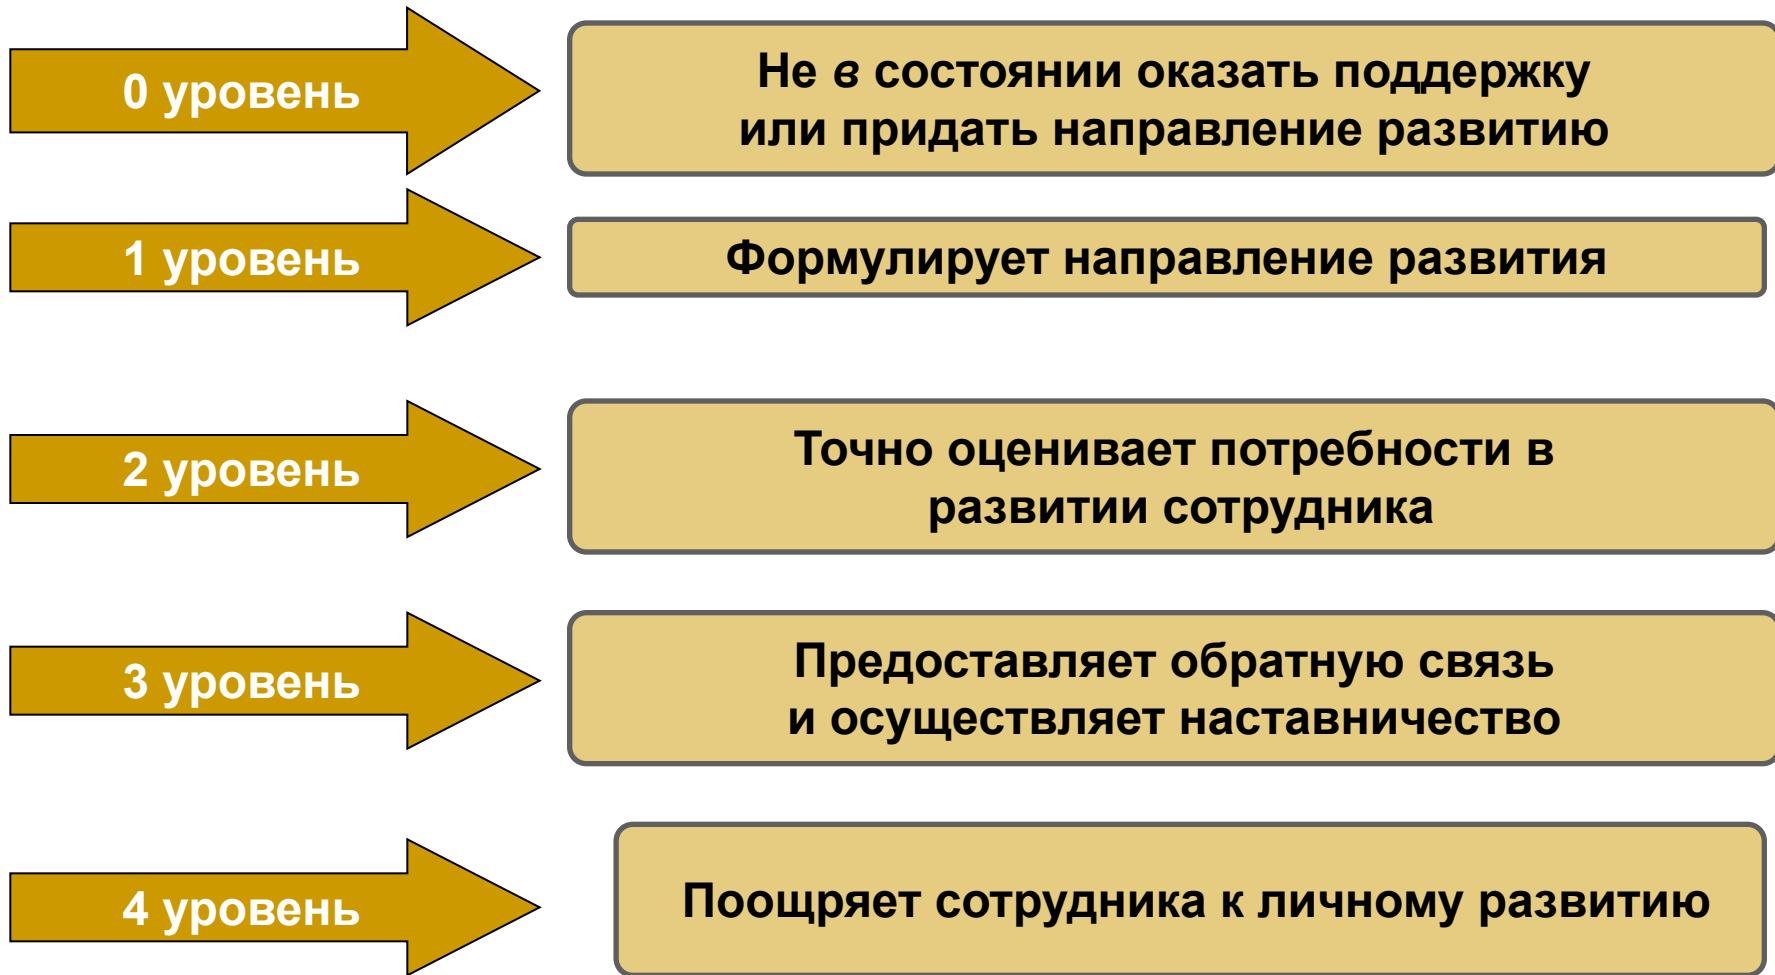 0 уровень
Не в состоянии оказать поддержку
или придать направление развитию
1 уровень
Формулирует направление развития
2 уровень
Точно оценивает потребности в
развитии сотрудника
3 уровень
Предоставляет обратную связь
и осуществляет наставничество
4 уровень
Поощряет сотрудника к личному развитию